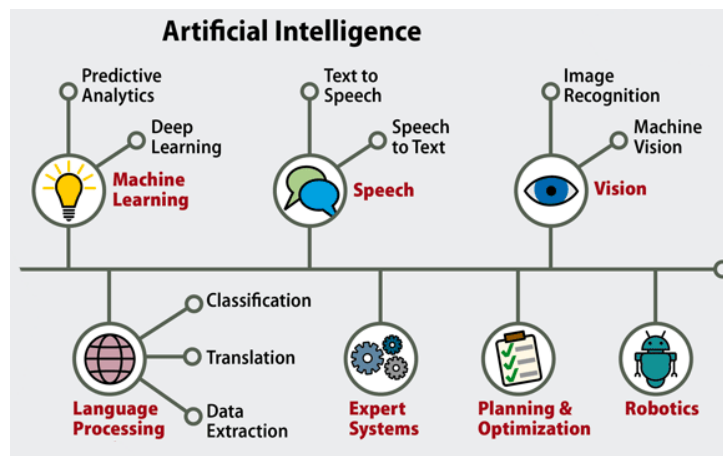 Artificial Intelligence
Predictive
Analytics
Deep
Learning
Machine
Learning
Text to
Speech
Speech
to Text
Speech
Image
Recognition
Machine
Vision
Vision
Classification
Translation
Data
Extraction
Language
Processing
Expert
Systems
Planning &
Optimization
Robotics